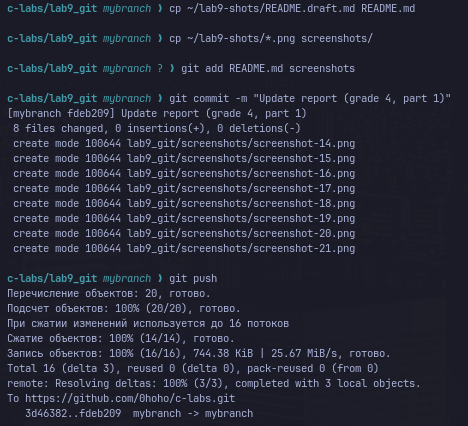 c-labs/lab9_git mybranch ❯ cp ~/lab9-shots/README.draft.md README.md
c-labs/lab9_git mybranch ❯ cp ~/lab9-shots/*.png screenshots/
c-labs/lab9_git mybranch ? ❯ git add README.md screenshots
c-labs/lab9_git mybranch ❯ git commit -m "Update report (grade 4, part 1)"
[mybranch fdeb209] Update report (grade 4, part 1)
 8 files changed, 0 insertions(+), 0 deletions(-)
 create mode 100644 lab9_git/screenshots/screenshot-14.png
 create mode 100644 lab9_git/screenshots/screenshot-15.png
 create mode 100644 lab9_git/screenshots/screenshot-16.png
 create mode 100644 lab9_git/screenshots/screenshot-17.png
 create mode 100644 lab9_git/screenshots/screenshot-18.png
 create mode 100644 lab9_git/screenshots/screenshot-19.png
 create mode 100644 lab9_git/screenshots/screenshot-20.png
 create mode 100644 lab9_git/screenshots/screenshot-21.png
c-labs/lab9_git mybranch ❯ git push
Перечисление объектов: 20, готово.
Подсчет объектов: 100% (20/20), готово.
При сжатии изменений используется до 16 потоков
Сжатие объектов: 100% (14/14), готово.
Запись объектов: 100% (16/16), 744.38 KiB | 25.67 MiB/s, готово.
Total 16 (delta 3), reused 0 (delta 0), pack-reused 0 (from 0)
remote: Resolving deltas: 100% (3/3), completed with 3 local objects.
To https://github.com/0hoho/c-labs.git
   3d46382..fdeb209  mybranch -> mybranch